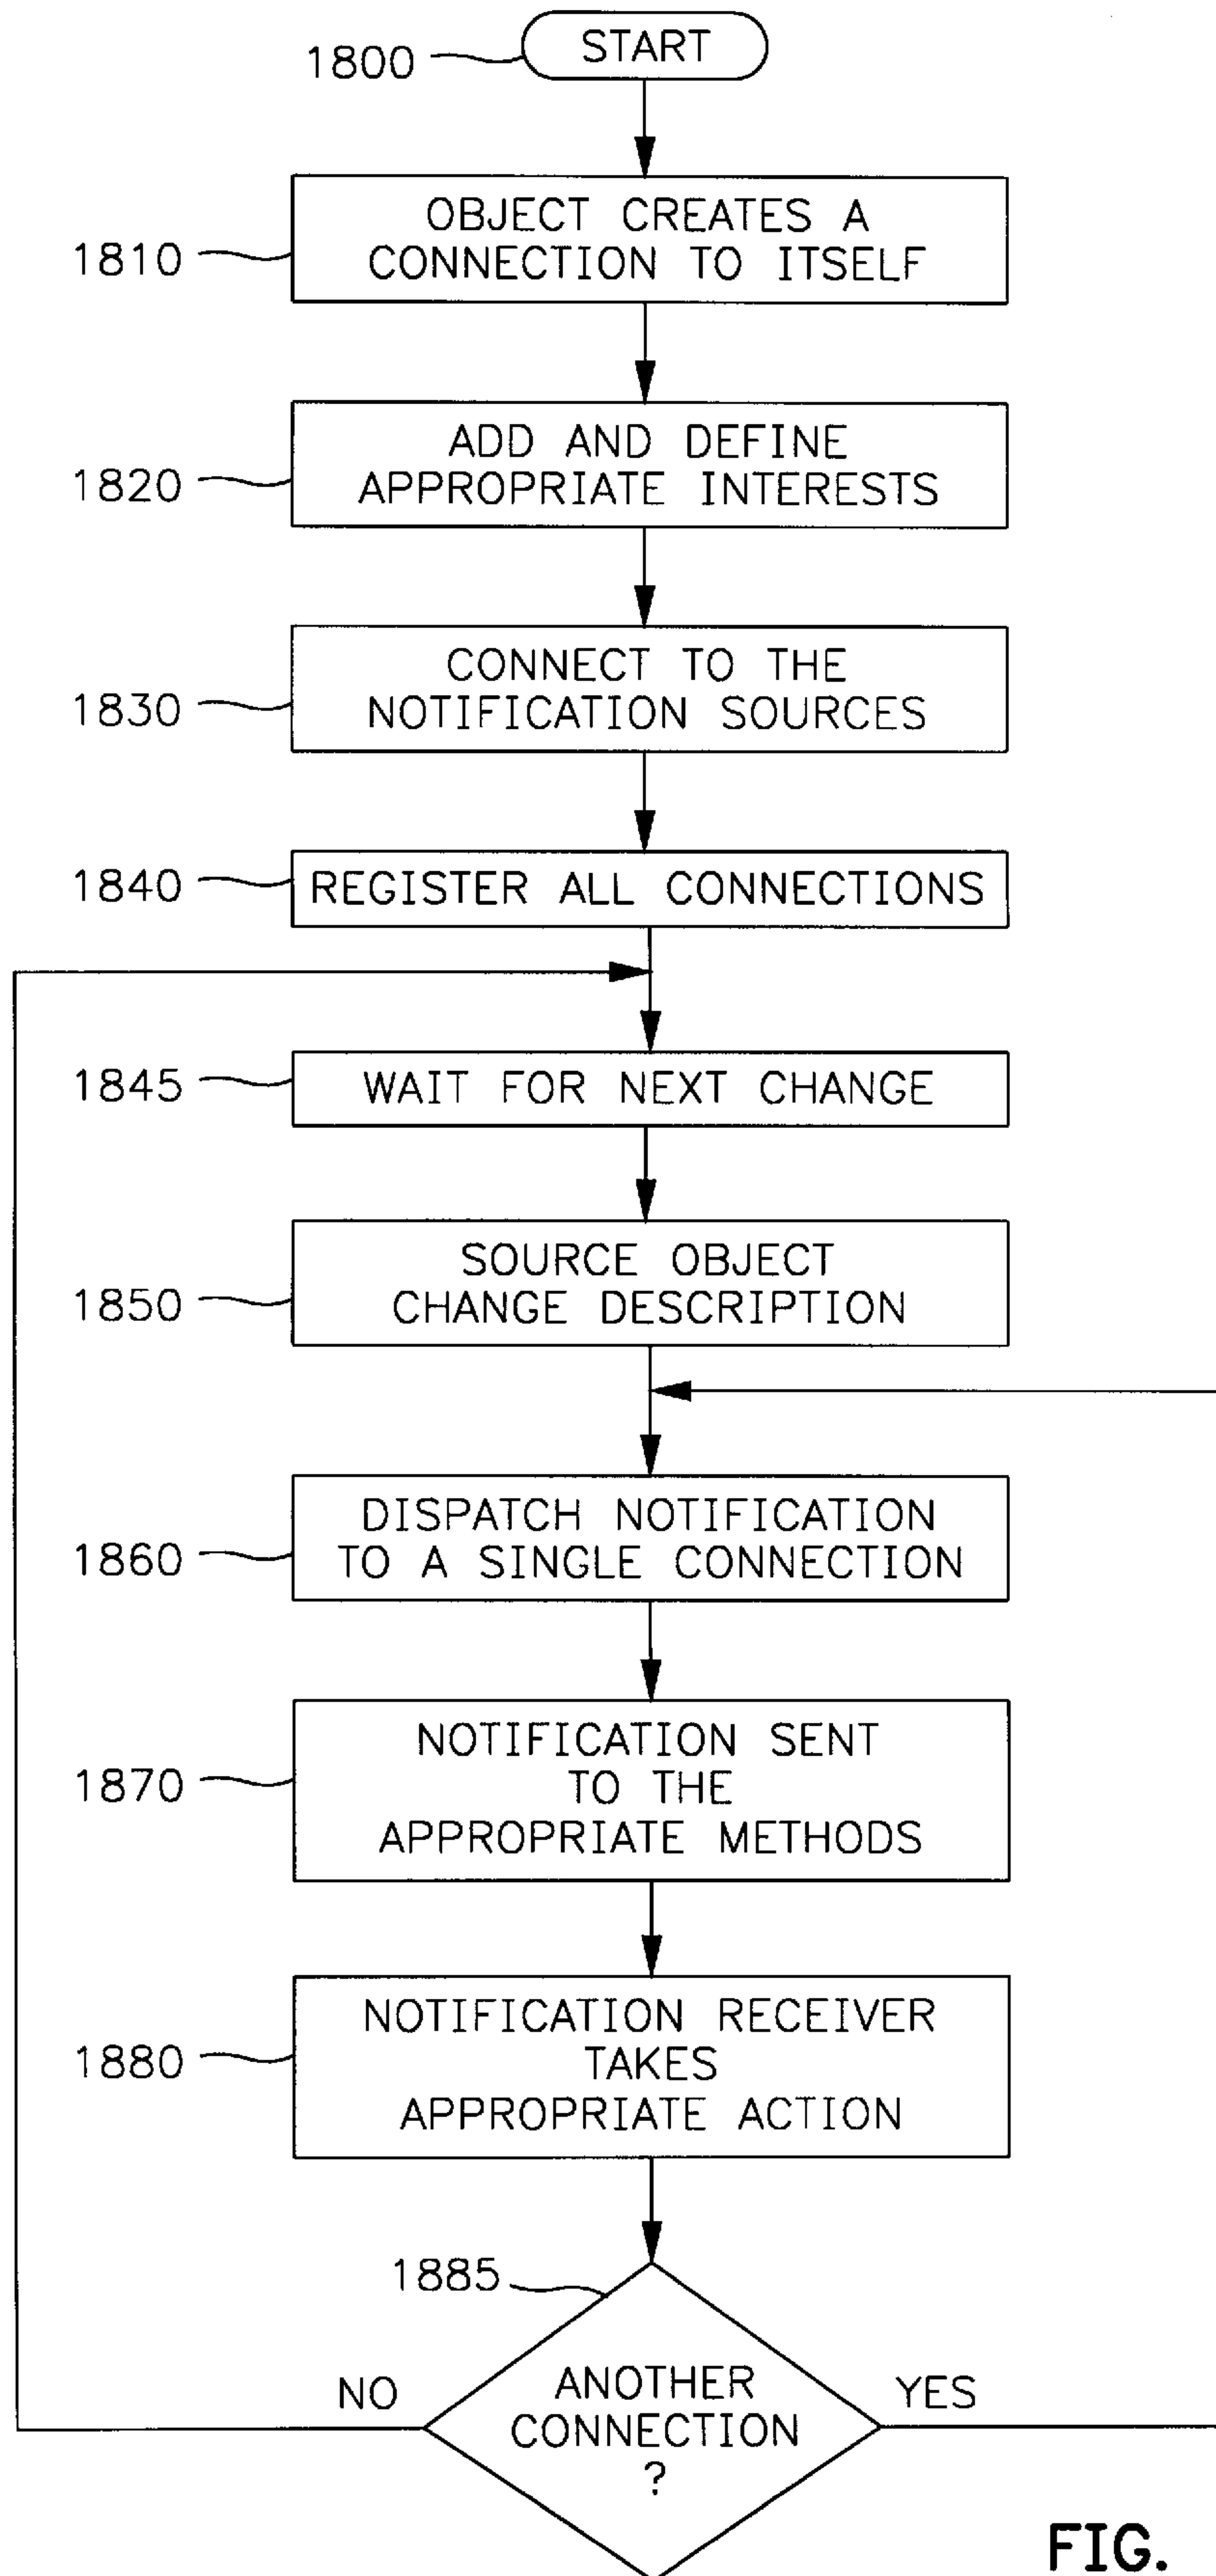 START
1800
OBJECT CREATES A
CONNECTION TO ITSELF
1810
ADD AND DEFINE
APPROPRIATE INTERESTS
1820
CONNECT TO THE
NOTIFICATION SOURCES
1830
1840
REGISTER ALL CONNECTIONS
1845
WAIT FOR NEXT CHANGE
SOURCE OBJECT
CHANGE DESCRIPTION
1850
DISPATCH NOTIFICATION
TO A SINGLE CONNECTION
1860
NOTIFICATION SENT
TO THE
APPROPRIATE METHODS
1870
NOTIFICATION RECEIVER
TAKES
APPROPRIATE ACTION
1880
1885
ANOTHER
CONNECTION
?
NO
YES
FIG.